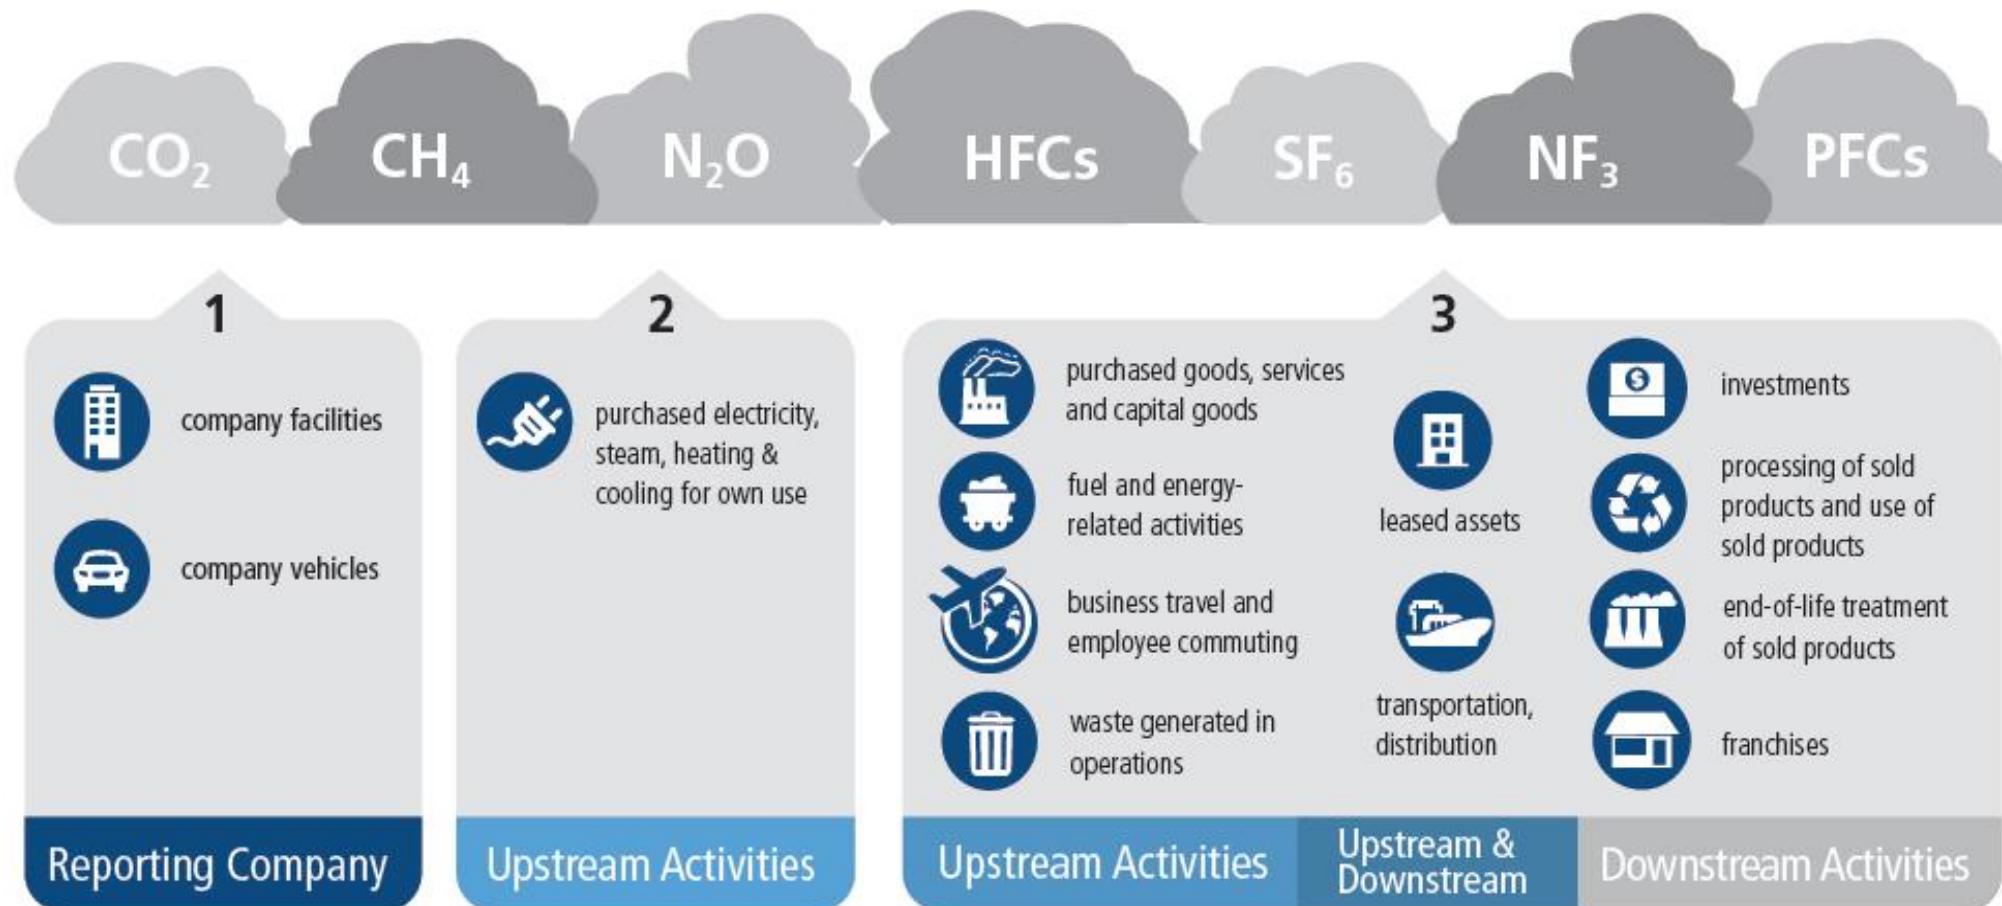 CO₂
CH₄
N₂O
HFCs
SF₆
NF₃
PFCs
1
company facilities
company vehicles
Reporting Company
2
purchased electricity,
steam, heating &
cooling for own use
Upstream Activities
3
purchased goods, services
and capital goods
fuel and energy-
related activities
business travel and
employee commuting
waste generated in
operations
Upstream Activities
leased assets
transportation,
distribution
Upstream &
Downstream
$
investments
processing of sold
products and use of
sold products
end-of-life treatment
of sold products
franchises
Downstream Activities